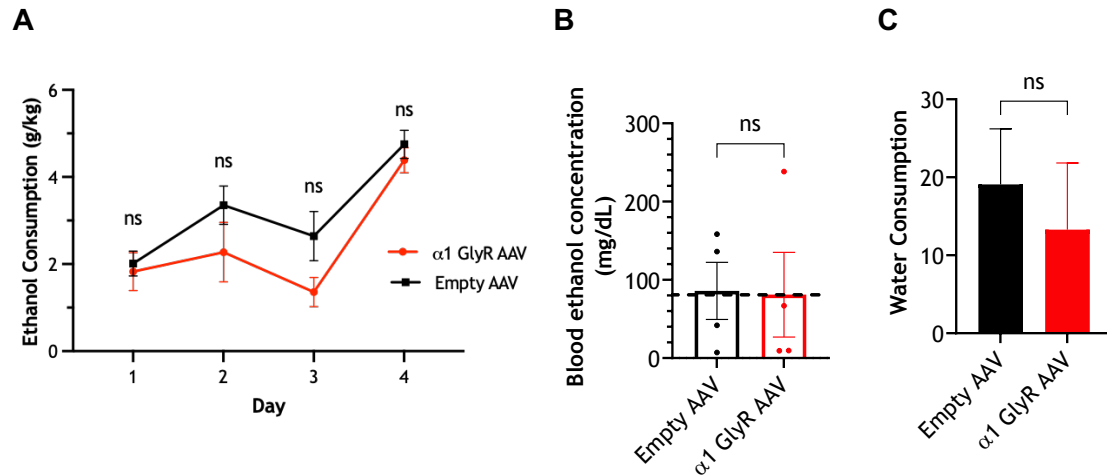 A
Ethanol Consumption (g/kg)
6
4
2
0
ns
ns
ns
ns
α1 GlyR AAV
Empty AAV
1
2
3
4
Day
B
Blood ethanol concentration
(mg/dL)
300
200
100
0
ns
Empty AAV
α1 GlyR AAV
C
Water Consumption
30
20
10
0
ns
Empty AAV
α1 GlyR AAV